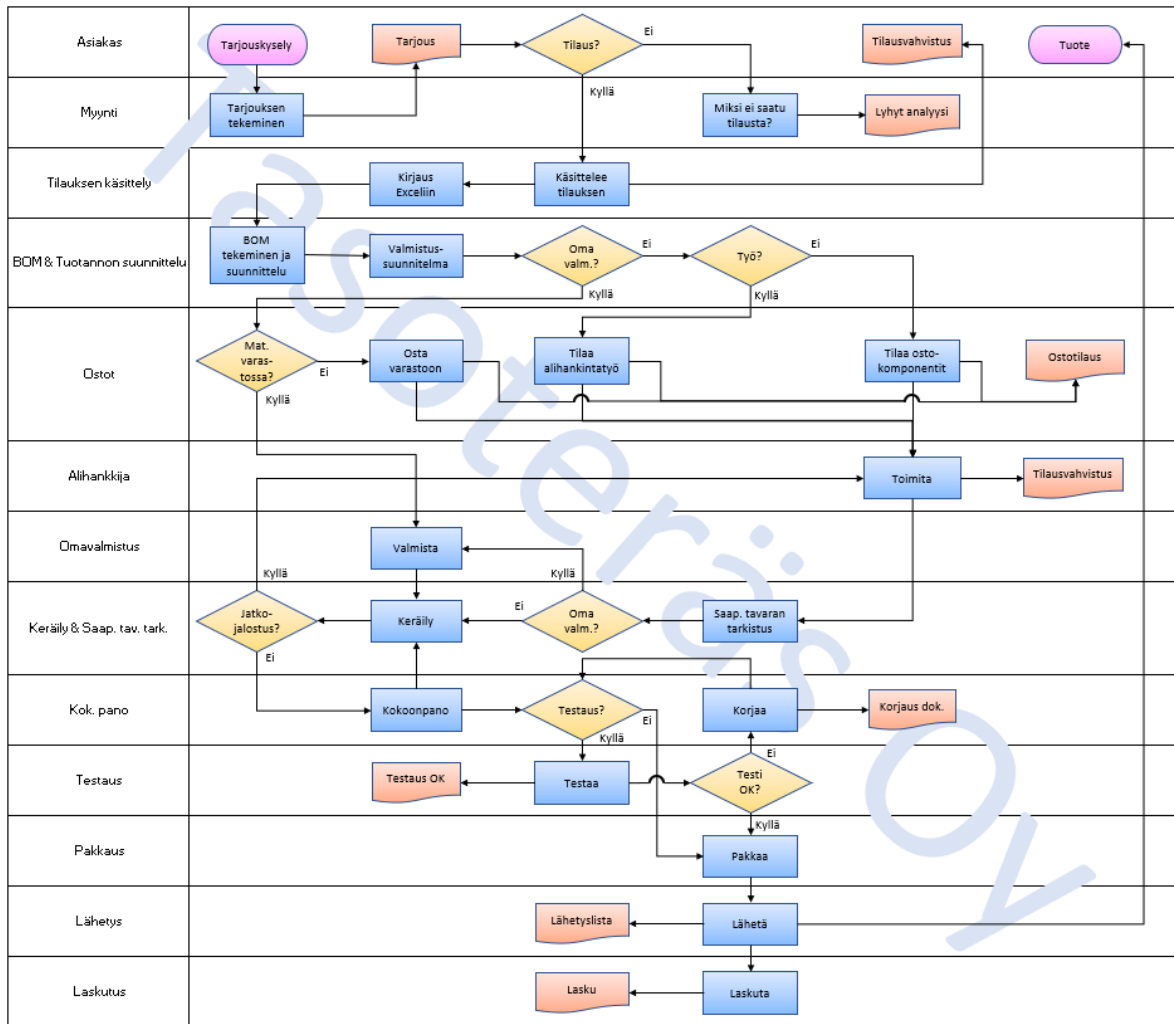 Asiakas
Tarjouskysely
Tarjous
Tilaus?
Ei
Tilausvahvistus
Tuote
Kyllä
Myynti
Tarjouksen
tekeminen
Miksi ei saatu
tilausta?
Lyhyt analyysi
Tilauksen käsittely
Kirjaus
Exceliin
Käsittelee
tilauksen
BOM & Tuotannon suunnittelu
BOM
tekeminen ja
suunnittelu
Valmistus-
suunnitelma
Oma
valm.?
Ei
Työ?
Ei
Kyllä
Kyllä
Ostot
Mat.
varas-
tossa?
Ei
Kyllä
Osta
varastoon
Tilaa
alihankintatyö
Tilaa osto-
komponentit
Ostotilaus
Alihankkija
Toimita
Tilausvahvistus
Omavalmistus
Valmista
Kyllä
Kyllä
Keräily & Saap. tav. tark.
Jatko-
jalostus?
Ei
Keräily
Ei
Oma
valm.?
Saap. tavaran
tarkistus
Kok. pano
Kokoonpano
Testaus?
Ei
Kyllä
Korjaa
Korjaus dok.
Ei
Testaus
Testaus OK
Testaa
Testi
OK?
Kyllä
Pakkaus
Pakkaa
Lähetys
Lähetyslista
Lähetä
Laskutus
Lasku
Laskuta
Tasoteräs Oy